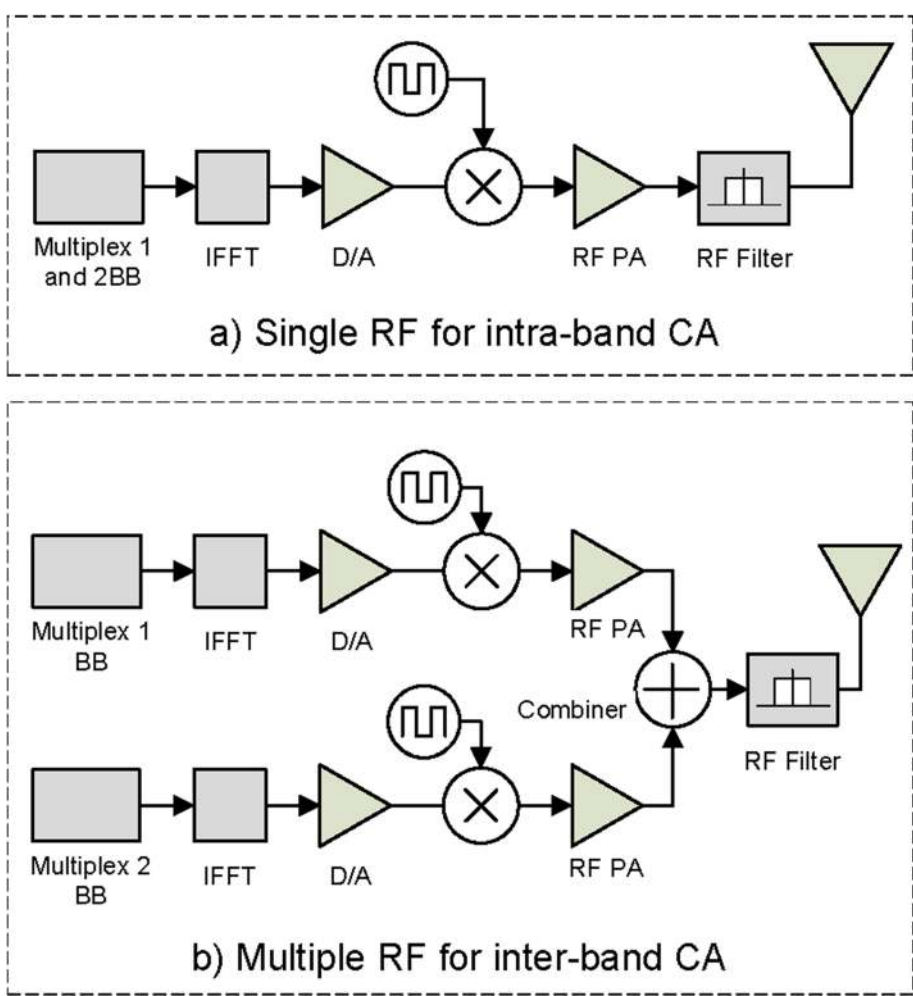 Multiplex 1
and 2BB
IFFT
D/A
RF PA
RF Filter
a) Single RF for intra-band CA
Multiplex 1
BB
IFFT
D/A
RF PA
Combiner
RF Filter
Multiplex 2
BB
IFFT
D/A
RF PA
b) Multiple RF for inter-band CA